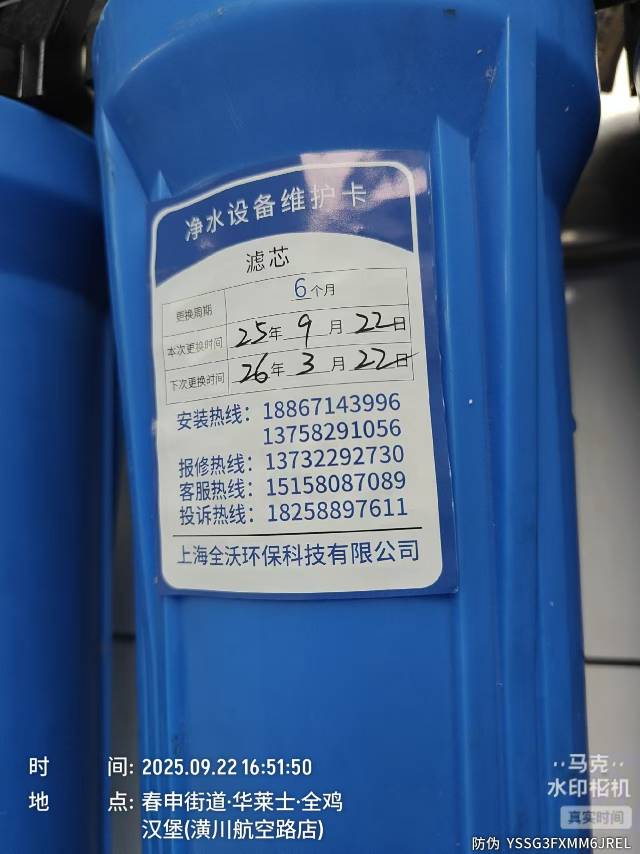 净水设备维护卡
滤芯
更换周期 6个月
本次更换时间 25年9月22日
下次更换时间 26年3月22日
安装热线：18867143996
13758291056
报修热线：13732292730
客服热线：15158087089
投诉热线：18258897611
上海全沃环保科技有限公司
时 间: 2025.09.22 16:51:50
地 点: 春申街道·华莱士·全鸡
汉堡(潢川航空路店)
马克
水印相机
真实时间
防伪 YSSG3FXMM6JREL